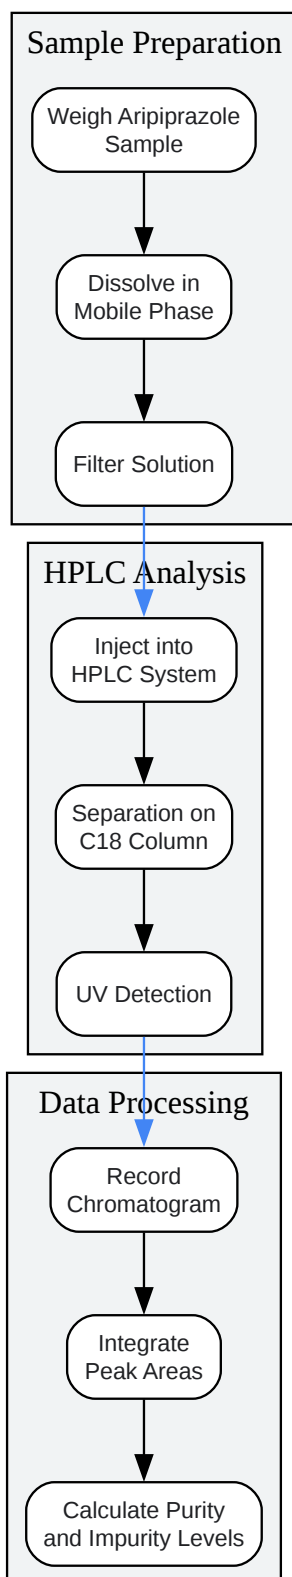 Sample Preparation
Weigh Aripiprazole
Sample
Dissolve in
Mobile Phase
Filter Solution
HPLC Analysis
Inject into
HPLC System
Separation on
C18 Column
UV Detection
Data Processing
Record
Chromatogram
Integrate
Peak Areas
Calculate Purity
and Impurity Levels